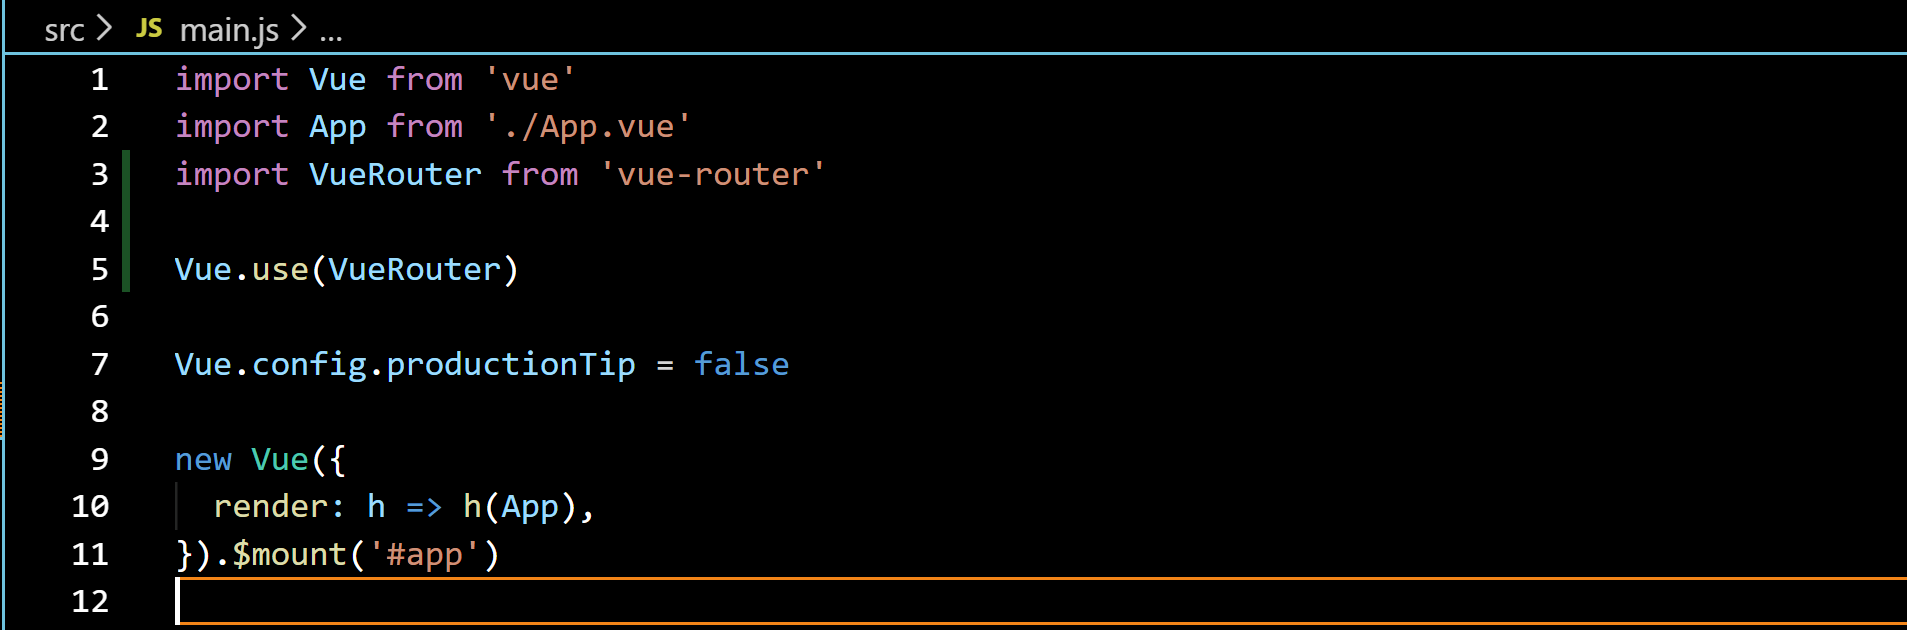 src > JS main.js > ...
1 import Vue from 'vue'
2 import App from './App.vue'
3 import VueRouter from 'vue-router'
4
5 Vue.use(VueRouter)
6
7 Vue.config.productionTip = false
8
9 new Vue({
10   render: h => h(App),
11 }).$mount('#app')
12